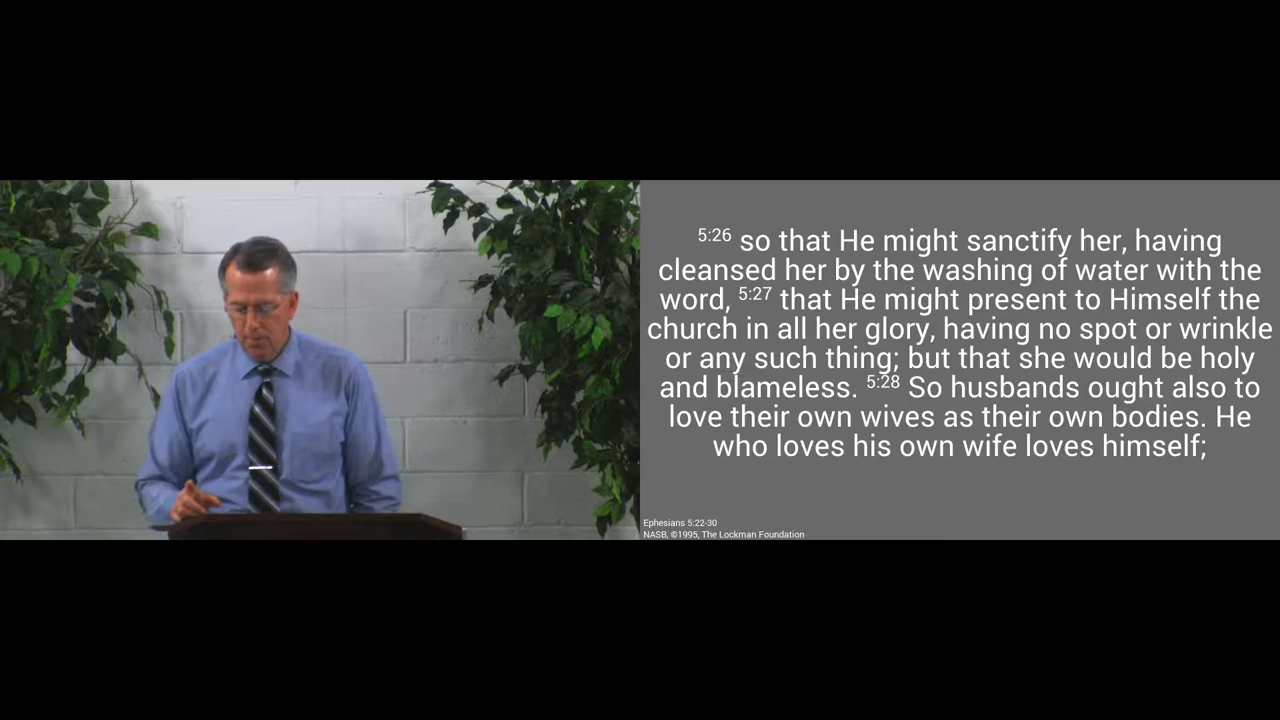 5:26 so that He might sanctify her, having
cleansed her by the washing of water with the
word, 5:27 that He might present to Himself the
church in all her glory, having no spot or wrinkle
or any such thing; but that she would be holy
and blameless. 5:28 So husbands ought also to
love their own wives as their own bodies. He
who loves his own wife loves himself;
Ephesians 5:22-30
NASB, ©1995, The Lockman Foundation